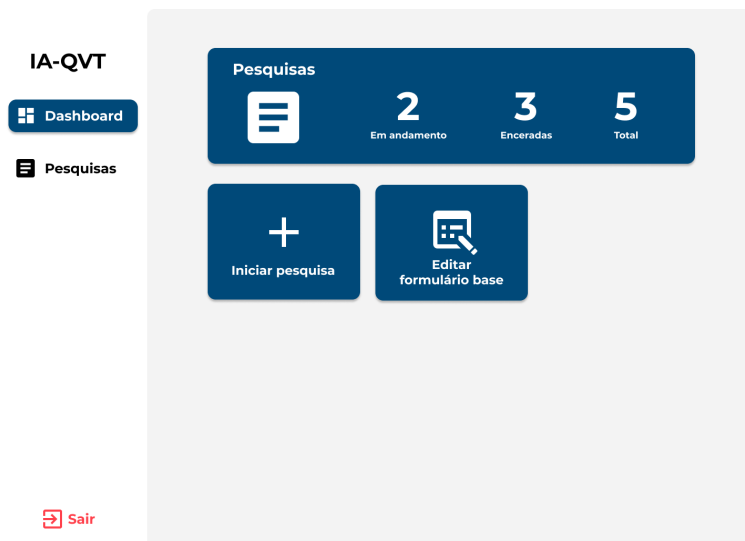 IA-QVT
Dashboard
Pesquisas
Sair
Pesquisas
2
Em andamento
3
Enceradas
5
Total
Iniciar pesquisa
Editar
formulário base